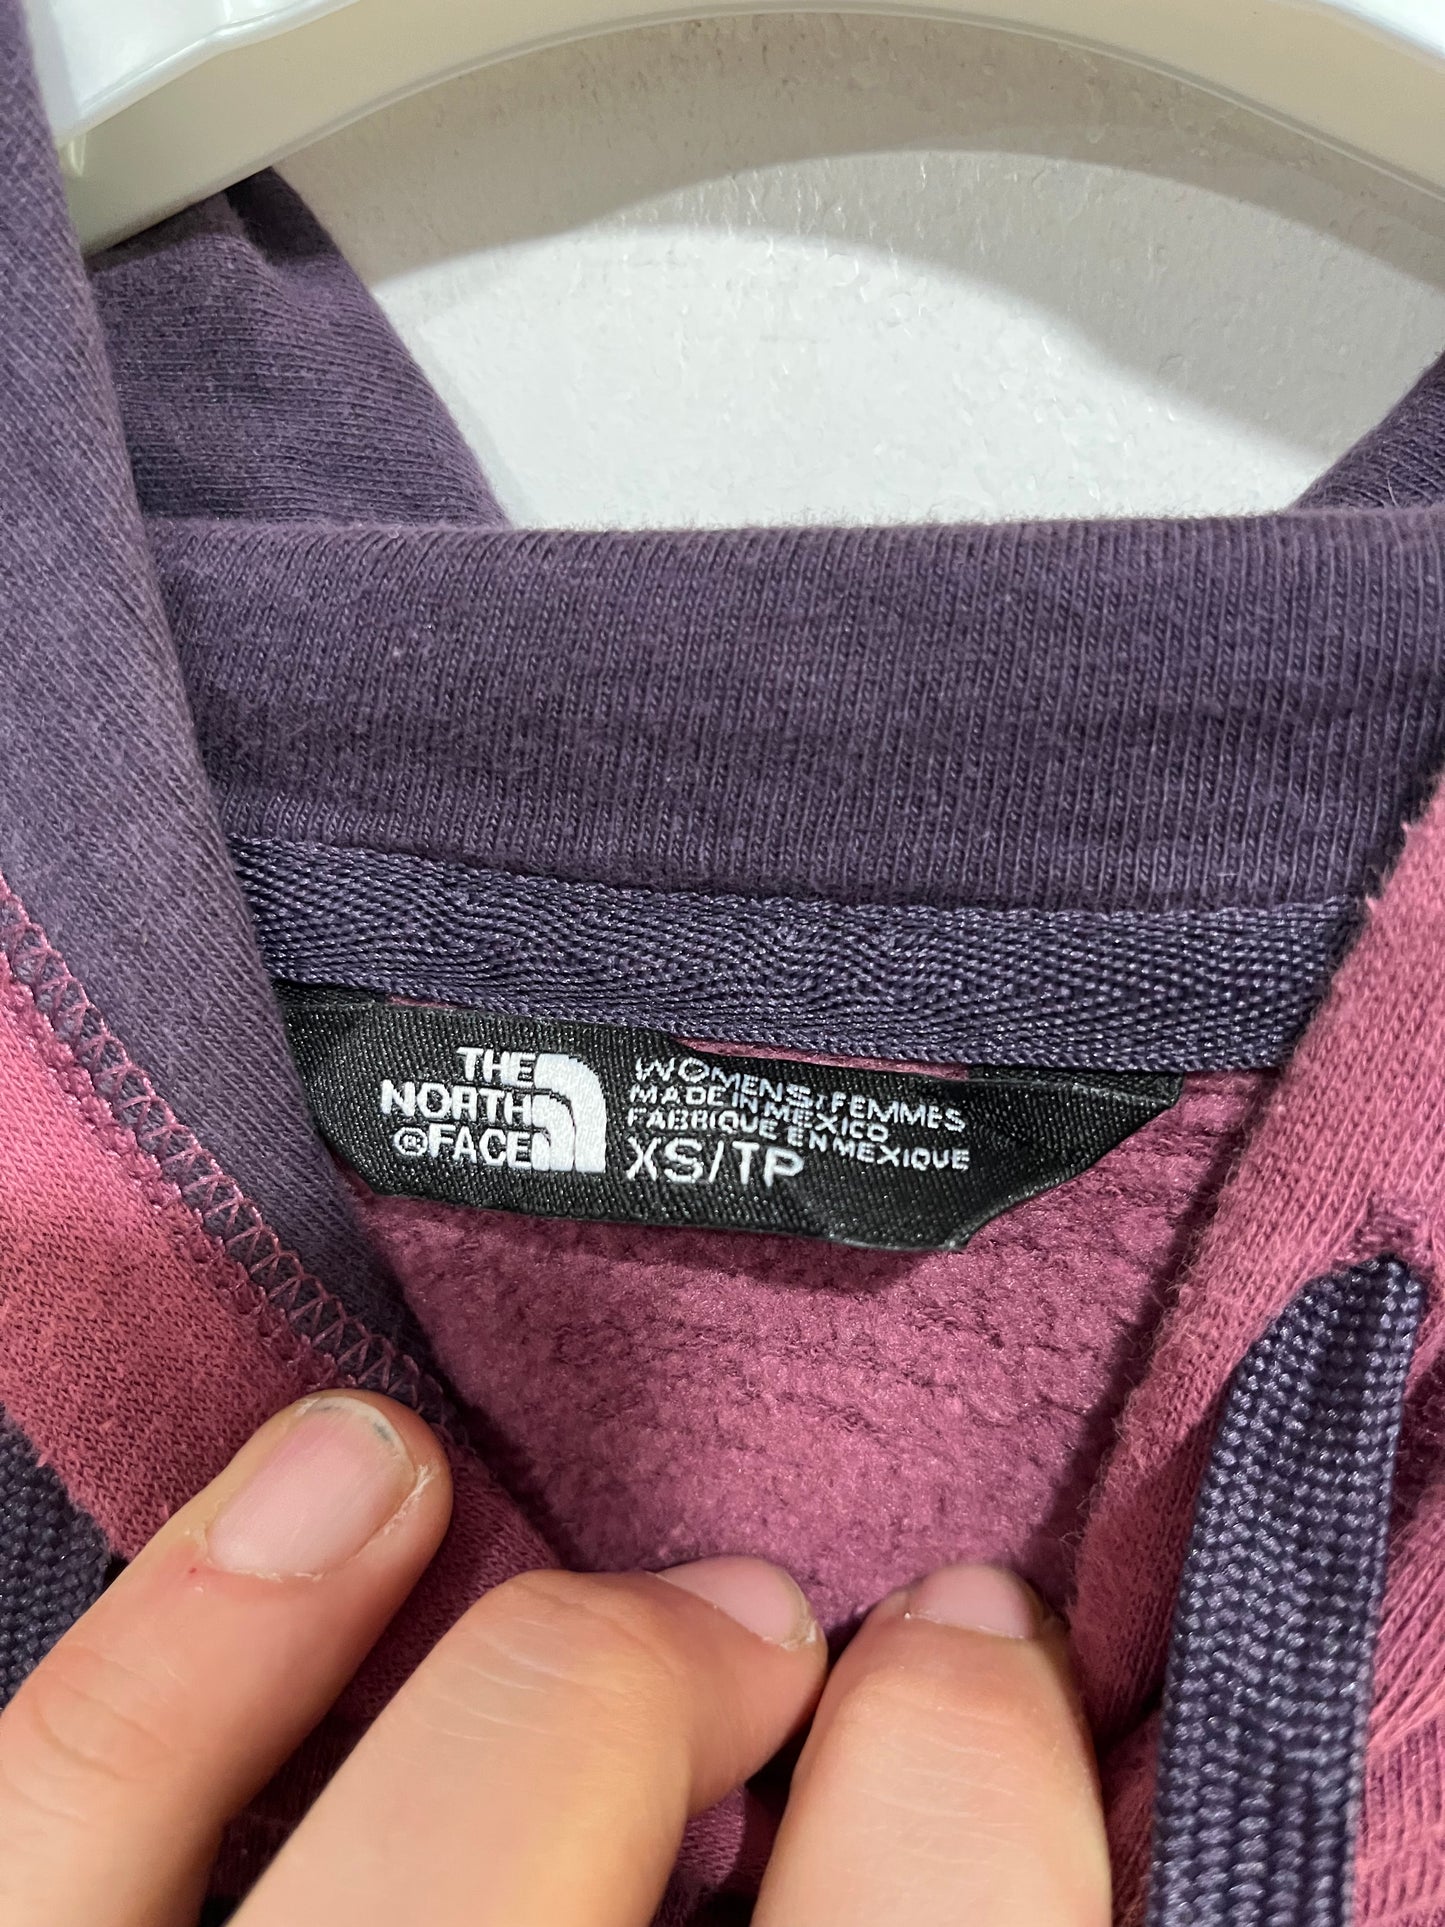 THE
NORTH
®FACE
WOMENS/FEMMES
MADE IN MEXICO
FABRIQUE EN MEXIQUE
XS/TP